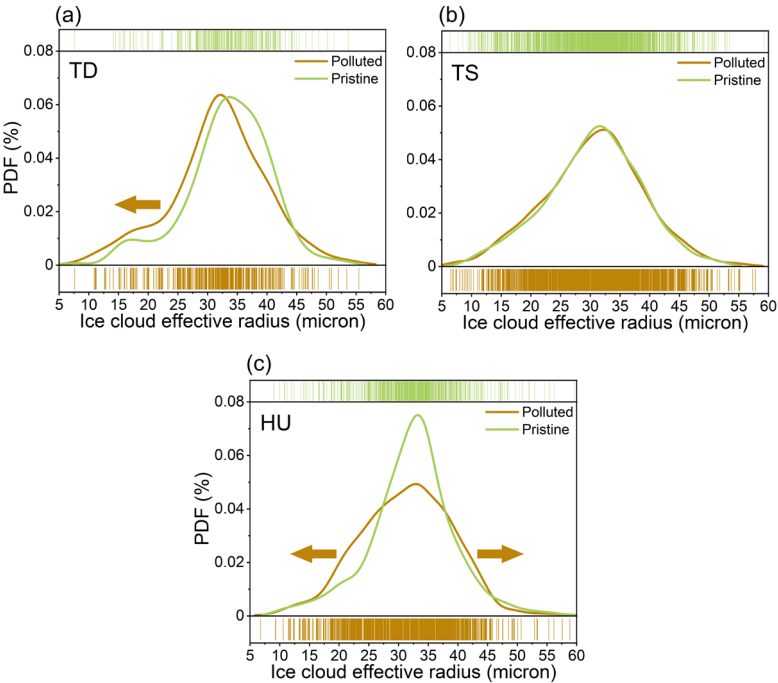 (a)
0.08
TD
Polluted
Pristine
0.06
PDF (%)
0.04
0.02
0
5 10 15 20 25 30 35 40 45 50 55 60
Ice cloud effective radius (micron)
(b)
0.08
TS
Polluted
Pristine
0.06
0.04
0.02
0
5 10 15 20 25 30 35 40 45 50 55 60
Ice cloud effective radius (micron)
(c)
0.08
HU
Polluted
Pristine
0.06
PDF (%)
0.04
0.02
0
5 10 15 20 25 30 35 40 45 50 55 60
Ice cloud effective radius (micron)